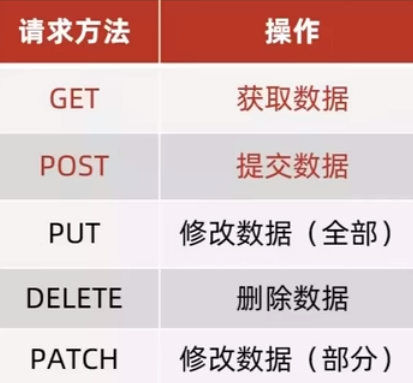 请求方法 操作
GET 获取数据
POST 提交数据
PUT 修改数据（全部）
DELETE 删除数据
PATCH 修改数据（部分）